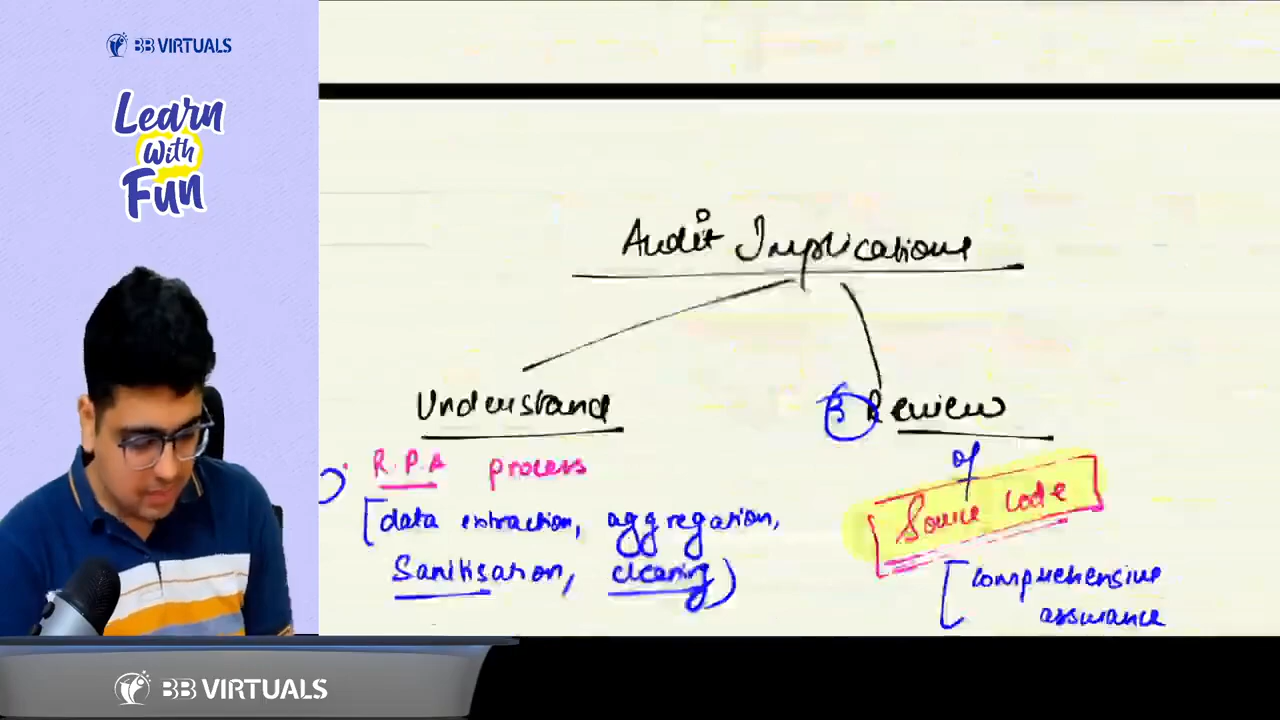 BB VIRTUALS
Learn
With
Fun
Audit Implications
Understand
B Review
R.P.A process
of
Source code
[data extraction, aggregation,
Sanitisation, cleaning)
[comprehensive
assurance
BB VIRTUALS